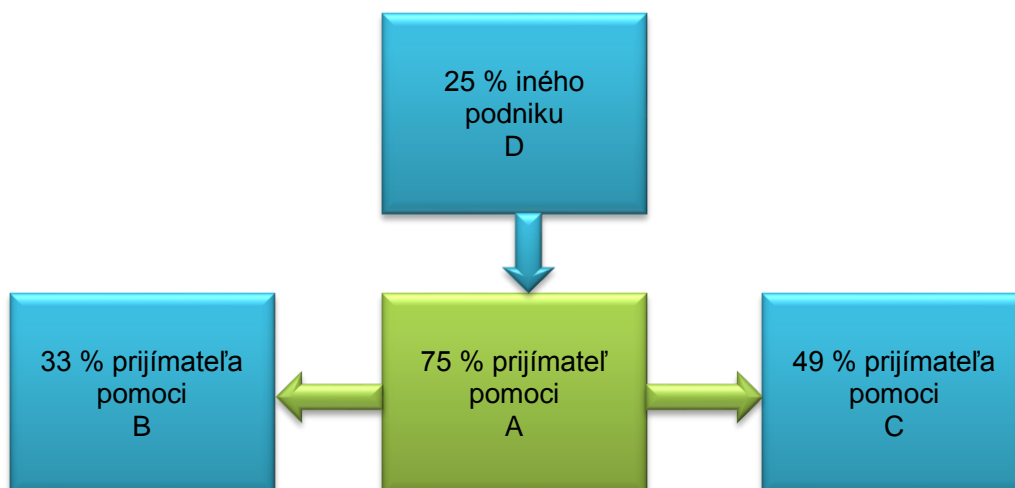 25 % iného
podniku
D
33 % prijímateľa
pomoci
B
75 % prijímateľ
pomoci
A
49 % prijímateľa
pomoci
C